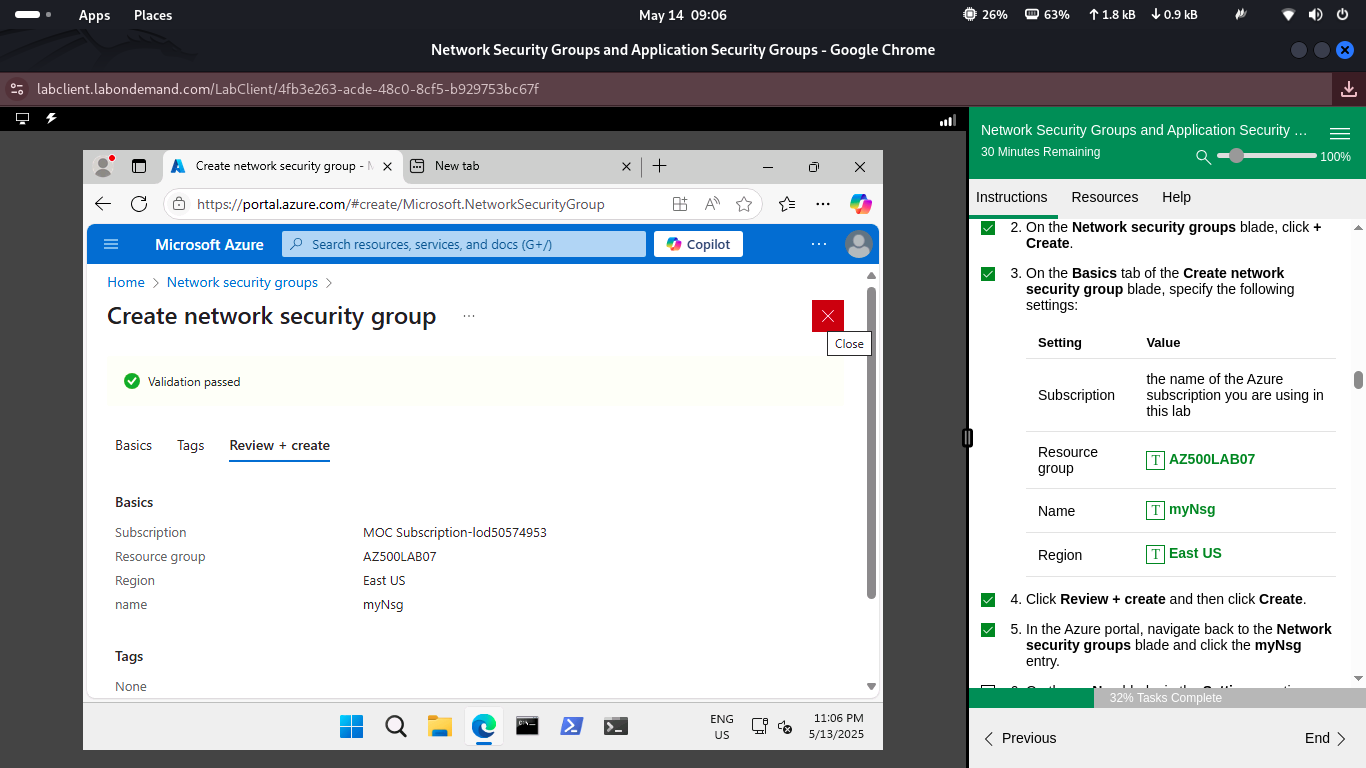 Apps Places May 14 09:06 26% 63% 1.8 kB 0.9 kB
Network Security Groups and Application Security Groups - Google Chrome
labclient.labondemand.com/LabClient/4fb3e263-acde-48c0-8cf5-b929753bc67f
Create network security group - M
New tab
https://portal.azure.com/#create/Microsoft.NetworkSecurityGroup
Microsoft Azure
Search resources, services, and docs (G+/)
Copilot
Home > Network security groups >
Create network security group ...
Close
Validation passed
Basics Tags Review + create
Basics
Subscription MOC Subscription-lod50574953
Resource group AZ500LAB07
Region East US
name myNsg
Tags
None
ENG
US
11:06 PM
5/13/2025
Network Security Groups and Application Security ...
30 Minutes Remaining
100%
Instructions Resources Help
2. On the Network security groups blade, click +
Create.
3. On the Basics tab of the Create network
security group blade, specify the following
settings:
Setting Value
Subscription
the name of the Azure
subscription you are using in
this lab
Resource
group
T AZ500LAB07
Name T myNsg
Region T East US
4. Click Review + create and then click Create.
5. In the Azure portal, navigate back to the Network
security groups blade and click the myNsg
entry.
32% Tasks Complete
Previous End